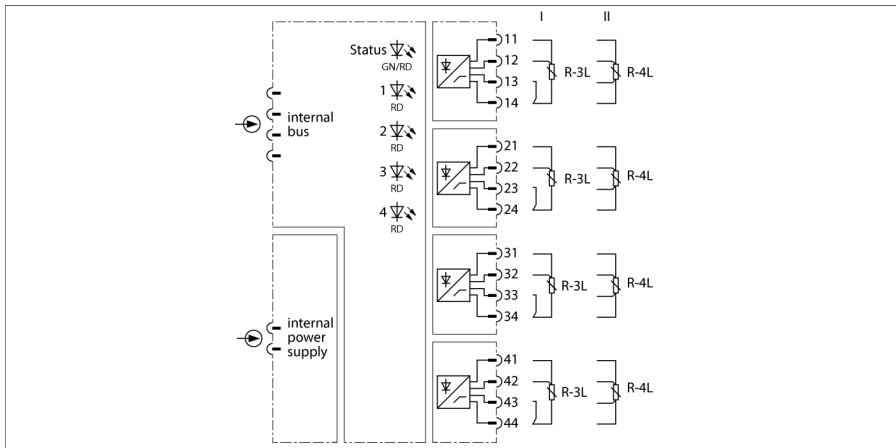 I II
Status
GN/RD
1
RD
2
RD
3
RD
4
RD
internal
bus
internal
power
supply
11
12
13
14
R-3L R-4L
21
22
23
24
R-3L R-4L
31
32
33
34
R-3L R-4L
41
42
43
44
R-3L R-4L